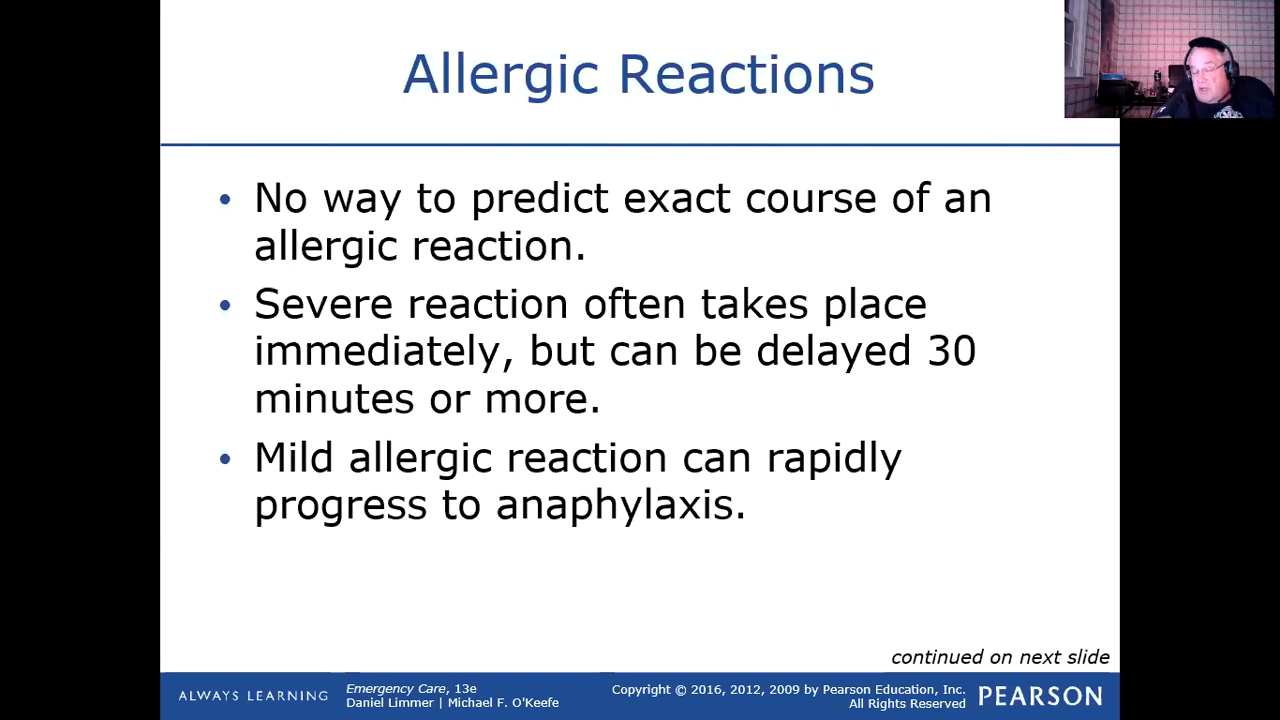 Allergic Reactions
• No way to predict exact course of an
allergic reaction.
• Severe reaction often takes place
immediately, but can be delayed 30
minutes or more.
• Mild allergic reaction can rapidly
progress to anaphylaxis.
continued on next slide
ALWAYS LEARNING
Emergency Care, 13e
Daniel Limmer | Michael F. O'Keefe
Copyright © 2016, 2012, 2009 by Pearson Education, Inc.
All Rights Reserved
PEARSON